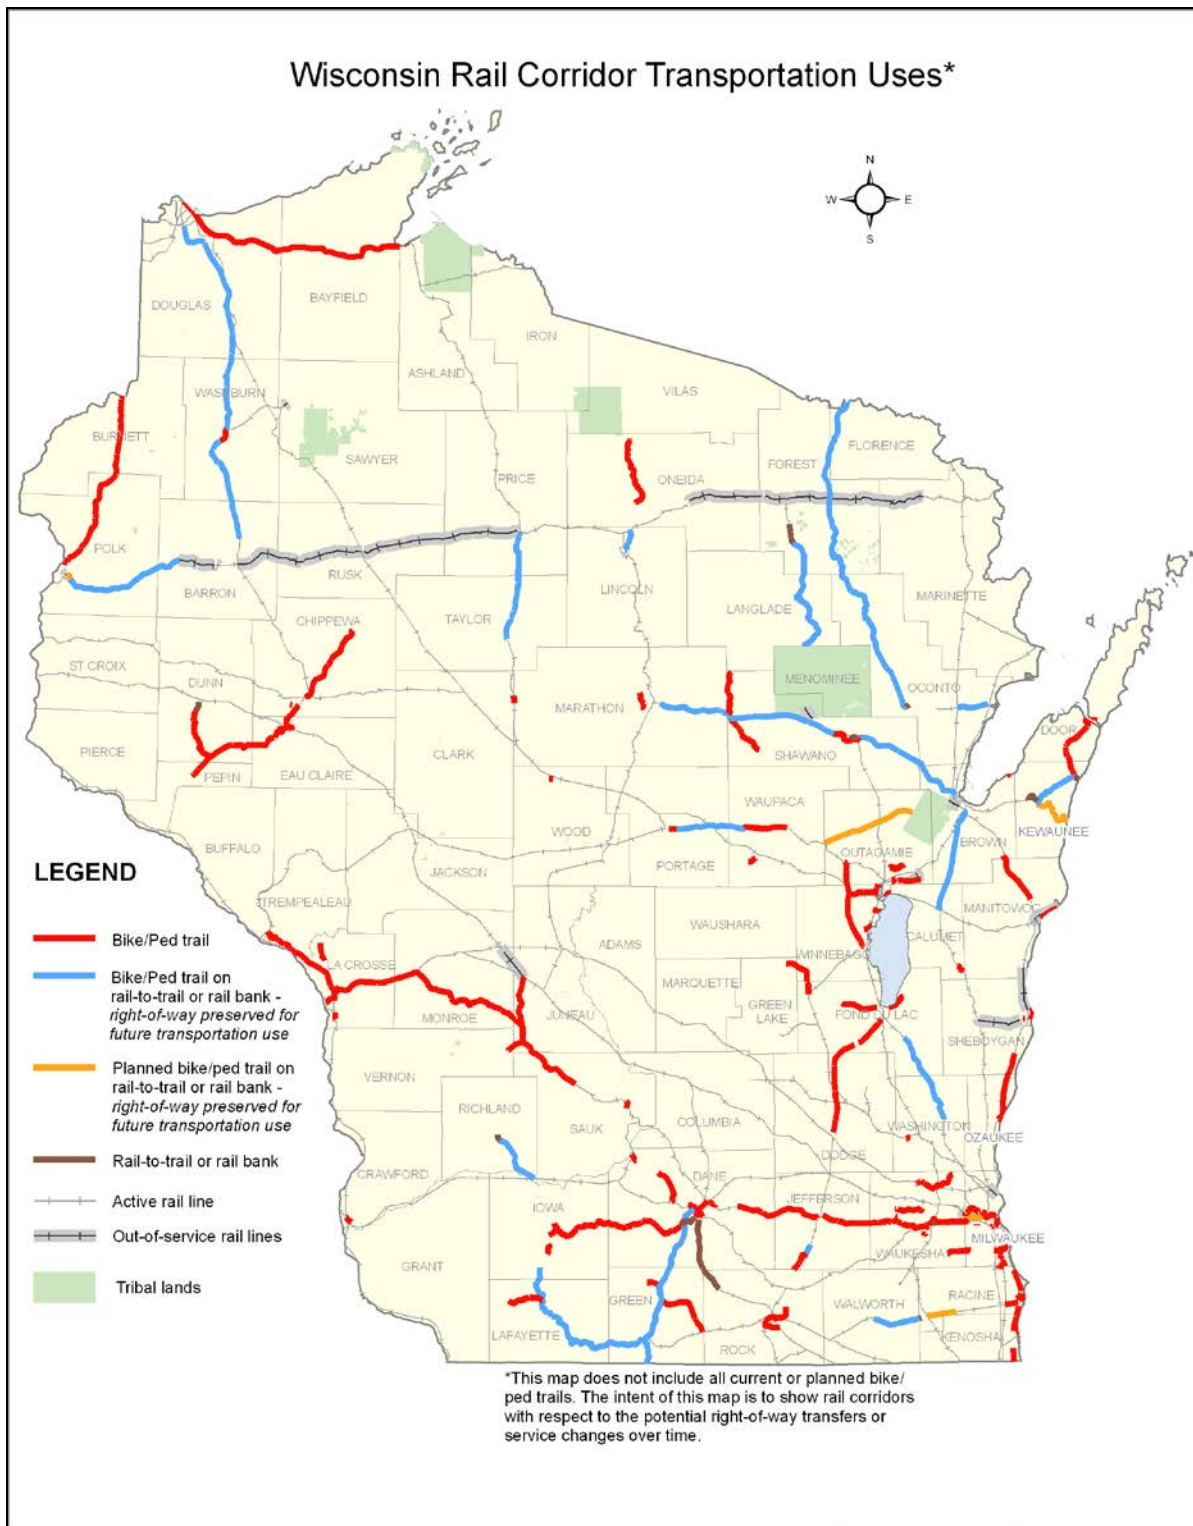 Wisconsin Rail Corridor Transportation Uses*
N
W
E
S
DOUGLAS
BAYFIELD
IRON
ASHLAND
VILAS
WASHBURN
BURNETT
FLORENCE
SAWYER
FOREST
PRICE
ONEIDA
POLK
RUSK
BARRON
LINCOLN
MARINETTE
LANGLADE
CHIPPEWA
TAYLOR
ST CROIX
DUNN
MENOMINEE
OCONTO
MARATHON
DOOR
PIERCE
CLARK
SHAWANO
PEPIN
EAU CLAIRE
WAUPACA
WOOD
KEWAUNEE
BROWN
BUFFALO
OUTAGAMIE
PORTAGE
JACKSON
TREMPEALEAU
MANITOWOC
WAUSHARA
CALUMET
ADAMS
WINNEBAGO
LA CROSSE
MARQUETTE
GREEN
LAKE
MONROE
JUNEAU
FOND DU LAC
SHEBOYGAN
VERNON
RICHLAND
SAUK
COLUMBIA
WASHINGTON
OZAUKEE
DODGE
CRAWFORD
DANE
JEFFERSON
IOWA
MILWAUKEE
WAUKESHA
GRANT
GREEN
RACINE
WALWORTH
LAFAYETTE
ROCK
KENOSHA
LEGEND
Bike/Ped trail
Bike/Ped trail on
rail-to-trail or rail bank -
right-of-way preserved for
future transportation use
Planned bike/ped trail on
rail-to-trail or rail bank -
right-of-way preserved for
future transportation use
Rail-to-trail or rail bank
Active rail line
Out-of-service rail lines
Tribal lands
*This map does not include all current or planned bike/
ped trails. The intent of this map is to show rail corridors
with respect to the potential right-of-way transfers or
service changes over time.